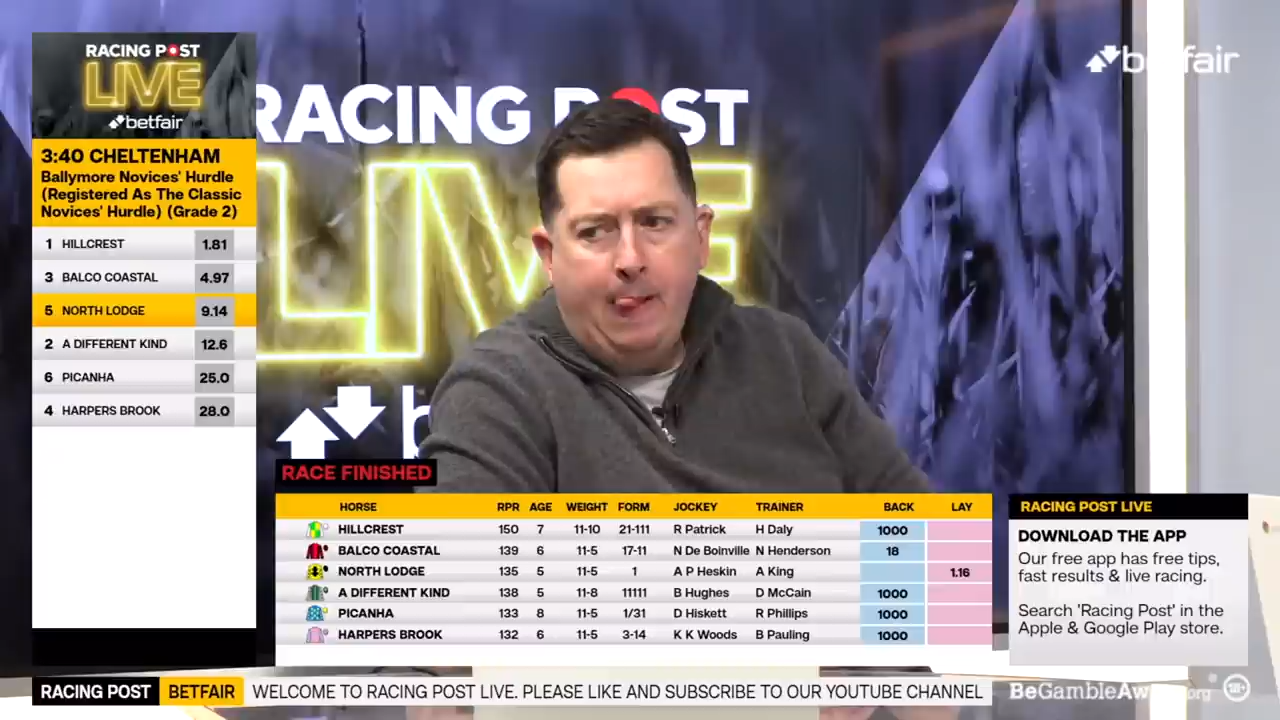 RACING POST
LIVE
betfair
3:40 CHELTENHAM
Ballymore Novices' Hurdle
(Registered As The Classic
Novices' Hurdle) (Grade 2)
1 HILLCREST 1.81
3 BALCO COASTAL 4.97
5 NORTH LODGE 9.14
2 A DIFFERENT KIND 12.6
6 PICANHA 25.0
4 HARPERS BROOK 28.0
RACING POST
LIVE
b
betfair
RACE FINISHED
HORSE RPR AGE WEIGHT FORM JOCKEY TRAINER BACK LAY
HILLCREST 150 7 11-10 21-111 R Patrick H Daly 1000
BALCO COASTAL 139 6 11-5 17-11 N De Boinville N Henderson 18
NORTH LODGE 135 5 11-5 1 A P Heskin A King 1.16
A DIFFERENT KIND 138 5 11-8 11111 B Hughes D McCain 1000
PICANHA 133 8 11-5 1/31 D Hiskett R Phillips 1000
HARPERS BROOK 132 6 11-5 3-14 K K Woods B Pauling 1000
RACING POST LIVE
DOWNLOAD THE APP
Our free app has free tips,
fast results & live racing.
Search 'Racing Post' in the
Apple & Google Play store.
RACING POST BETFAIR WELCOME TO RACING POST LIVE. PLEASE LIKE AND SUBSCRIBE TO OUR YOUTUBE CHANNEL
BeGambleAware.org 18+